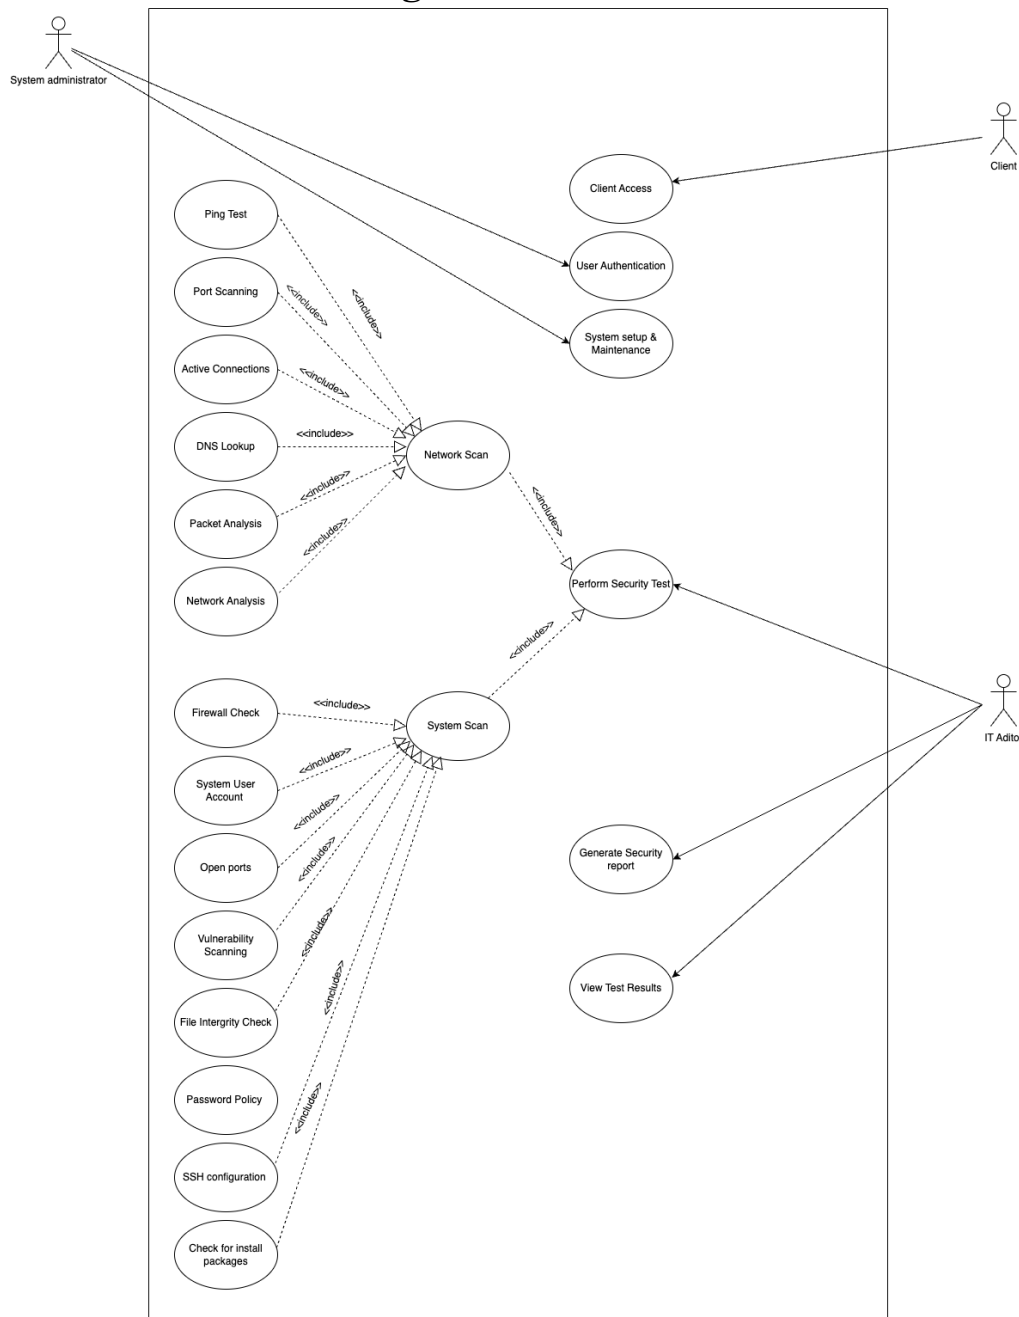 System administrator
Client
Client Access
Ping Test
User Authentication
Port Scanning
<<include>>
<<include>>
System setup &
Maintenance
Active Connections
<<include>>
DNS Lookup
<<include>>
Network Scan
<<include>>
Packet Analysis
<<include>>
<<include>>
Network Analysis
Perform Security Test
<<include>>
Firewall Check
<<include>>
System Scan
IT Adito
System User
Account
<<include>>
<<include>>
Open ports
<<include>>
Generate Security
report
Vulnerability
Scanning
<<include>>
<<include>>
View Test Results
File Intergrity Check
Password Policy
<<include>>
SSH configuration
Check for install
packages